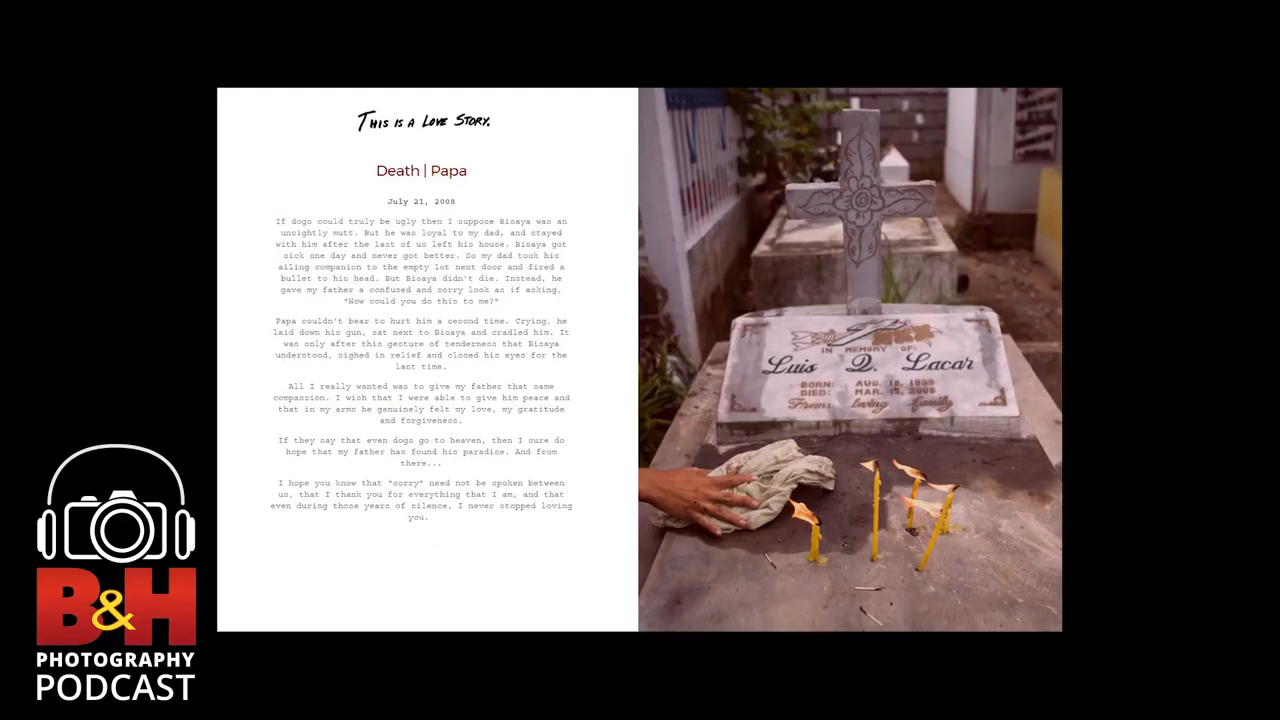 THIS IS A LOVE STORY.
Death | Papa
July 21, 2008
If dogs could truly be ugly then I suppose Bisaya was an
unsightly mutt. But he was loyal to my dad, and stayed
with him after the last of us left his house. Bisaya got
sick one day and never got better. So my dad took his
ailing companion to the empty lot next door and fired a
bullet to his head. But Bisaya didn't die. Instead, he
gave my father a confused and sorry look as if asking,
"How could you do this to me?"
Papa couldn't bear to hurt him a second time. Crying, he
laid down his gun, sat next to Bisaya and cradled him. It
was only after this gesture of tenderness that Bisaya
understood, sighed in relief and closed his eyes for the
last time.
All I really wanted was to give my father that same
compassion. I wish that I were able to give him peace and
that in my arms he genuinely felt my love, my gratitude
and forgiveness.
If they say that even dogs go to heaven, then I sure do
hope that my father has found his paradise. And from
there...
I hope you know that "sorry" need not be spoken between
us, that I thank you for everything that I am, and that
even during those years of silence, I never stopped loving
you.
IN MEMORY OF:
Luis Q. Lacar
BORN: AUG. 18,
DIED: MAR. 15, 2008
From: Loving family
B&H
PHOTOGRAPHY
PODCAST